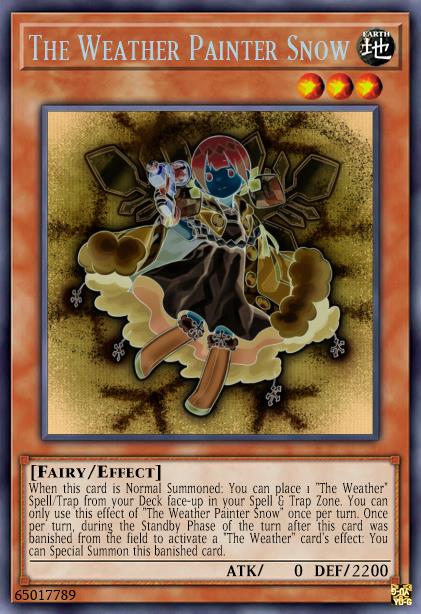 THE WEATHER PAINTER SNOW
EARTH
地
[FAIRY/EFFECT]
When this card is Normal Summoned: You can place 1 "The Weather"
Spell/Trap from your Deck face-up in your Spell & Trap Zone. You can
only use this effect of "The Weather Painter Snow" once per turn. Once
per turn, during the Standby Phase of the turn after this card was
banished from the field to activate a "The Weather" card's effect: You
can Special Summon this banished card.
ATK/ 0 DEF/2200
65017789